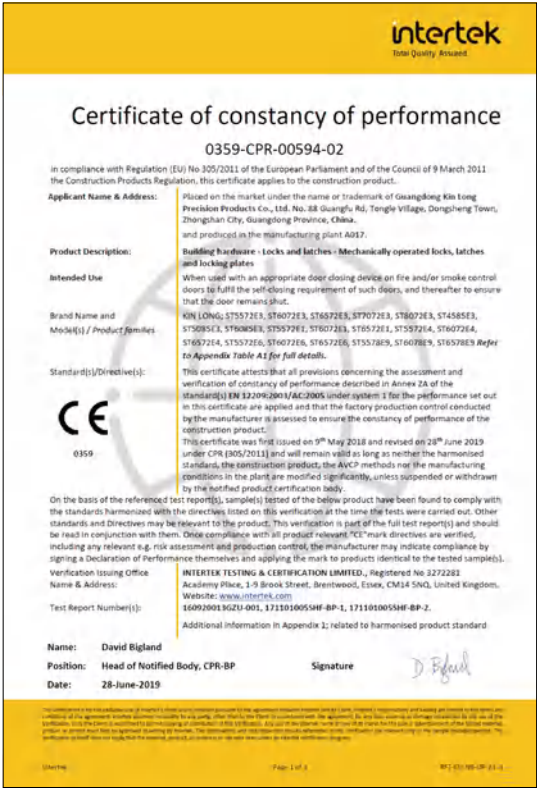 intertek
Total Quality. Assured.
Certificate of constancy of performance
0359-CPR-00594-02
in compliance with Regulation (EU) No 305/2011 of the European Parliament and of the Council of 9 March 2011
the Construction Products Regulation, this certificate applies to the construction product.
Applicant Name & Address: Placed on the market under the name or trademark of Guangdong Kin Long
Precision Products Co., Ltd. No. 88 Guangfu Rd, Tongle Village, Dongsheng Town,
Zhongshan City, Guangdong Province, China.
and produced in the manufacturing plant A017.
Product Description: Building hardware - Locks and latches - Mechanically operated locks, latches
and locking plates
Intended Use When used with an appropriate door closing device on fire and/or smoke control
doors to fulfil the self-closing requirement of such doors, and thereafter to ensure
that the door remains shut.
Brand Name and KIN LONG; ST5572E3, ST6072E3, ST6572E3, ST7072E3, ST8072E3, ST4585E3,
Model(s) / Product families ST5085E3, ST6085E3, ST5572E1, ST6072E1, ST6572E1, ST5572E4, ST6072E4,
ST6572E4, ST5572E6, ST6072E6, ST6572E6, ST5578E9, ST6078E9, ST6578E9 Refer
to Appendix Table A1 for full details.
Standard(s)/Directive(s): This certificate attests that all provisions concerning the assessment and
verification of constancy of performance described in Annex ZA of the
standard(s) EN 12209:2003/AC:2005 under system 1 for the performance set out
in this certificate are applied and that the factory production control conducted
by the manufacturer is assessed to ensure the constancy of performance of the
construction product.
CE
0359
This certificate was first issued on 9th May 2018 and revised on 28th June 2019
under CPR (305/2011) and will remain valid as long as neither the harmonised
standard, the construction product, the AVCP methods nor the manufacturing
conditions in the plant are modified significantly, unless suspended or withdrawn
by the notified product certification body.
On the basis of the referenced test report(s), sample(s) tested of the below product have been found to comply with
the standards harmonized with the directives listed on this verification at the time the tests were carried out. Other
standards and Directives may be relevant to the product. This verification is part of the full test report(s) and should
be read in conjunction with them. Once compliance with all product relevant "CE"mark directives are verified,
including any relevant e.g. risk assessment and production control, the manufacturer may indicate compliance by
signing a Declaration of Performance themselves and applying the mark to products identical to the tested sample(s).
Verification Issuing Office INTERTEK TESTING & CERTIFICATION LIMITED., Registered No 3272281
Name & Address: Academy Place, 1-9 Brook Street, Brentwood, Essex, CM14 5NQ, United Kingdom.
Website: www.intertek.com
Test Report Number(s): 160920013GZU-001, 171101005SHF-BP-1, 171101005SHF-BP-2.
Additional information in Appendix 1; related to harmonised product standard
Name: David Bigland
Position: Head of Notified Body, CPR-BP Signature
Date: 28-June-2019
Intertek Page 1 of 3